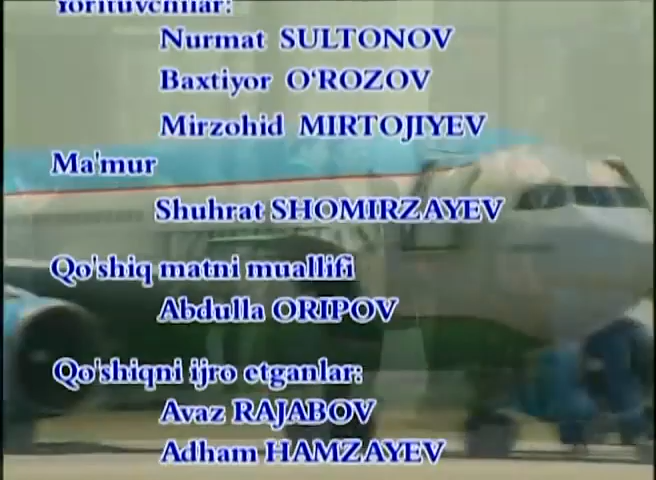 Yorituvchilar:
Nurmat SULTONOV
Baxtiyor O‘ROZOV
Mirzohid MIRTOJIYEV
Ma'mur
Shuhrat SHOMIRZAYEV
Qo'shiq matni muallifi
Abdulla ORIPOV
Qo'shiqni ijro etganlar:
Avaz RAJABOV
Adham HAMZAYEV